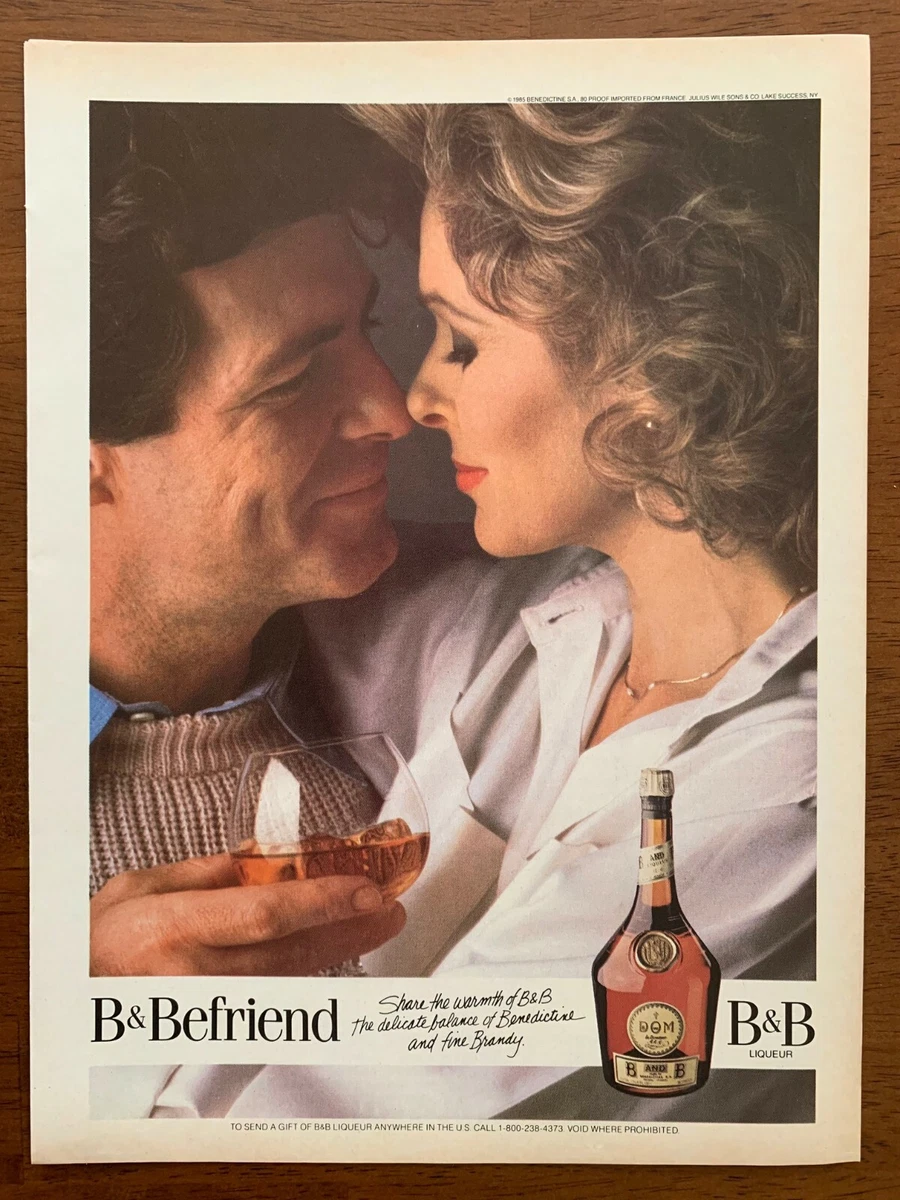 © 1985 BENEDICTINE S.A., 80 PROOF IMPORTED FROM FRANCE. JULIUS WILE SONS & CO. LAKE SUCCESS, NY
B AND B
DOM
B AND B
B&Befriend
Share the warmth of B&B
the delicate balance of Benedictine
and fine Brandy.
B&B
LIQUEUR
TO SEND A GIFT OF B&B LIQUEUR ANYWHERE IN THE U.S. CALL 1-800-238-4373. VOID WHERE PROHIBITED.